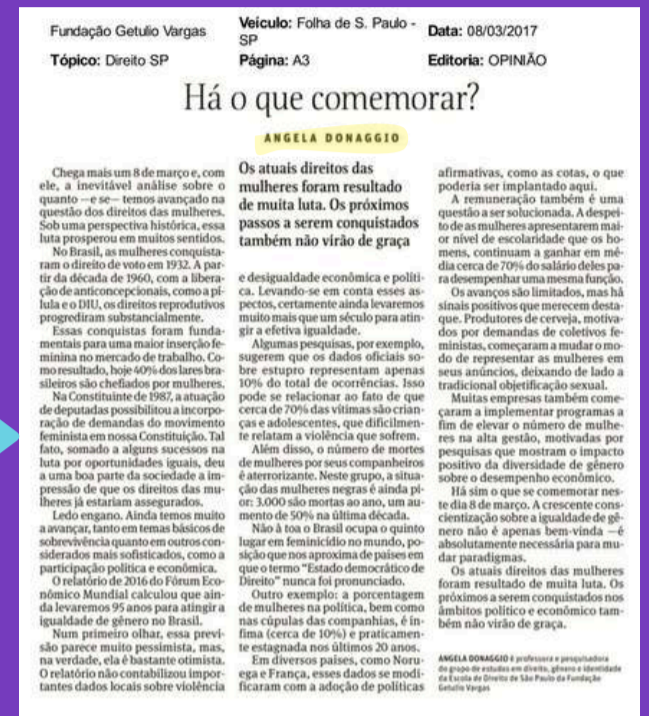 Fundação Getulio Vargas
Veículo: Folha de S. Paulo -
SP
Data: 08/03/2017
Tópico: Direito SP
Página: A3
Editoria: OPINIÃO
Há o que comemorar?
ANGELA DONAGGIO
Chega mais um 8 de março e, com
ele, a inevitável análise sobre o
quanto —e se— temos avançado na
questão dos direitos das mulheres.
Sob uma perspectiva histórica, essa
luta prosperou em muitos sentidos.
No Brasil, as mulheres conquista-
ram o direito de voto em 1932. A par-
tir da década de 1960, com a libera-
ção de anticoncepcionais, como a pí-
lula e o DIU, os direitos reprodutivos
progrediram substancialmente.
Essas conquistas foram funda-
mentais para uma maior inserção fe-
minina no mercado de trabalho. Co-
mo resultado, hoje 40% dos lares bra-
sileiros são chefiados por mulheres.
Na Constituinte de 1987, a atuação
de deputadas possibilitou a incorpo-
ração de demandas do movimento
feminista em nossa Constituição. Tal
fato, somado a alguns sucessos na
luta por oportunidades iguais, deu
a uma boa parte da sociedade a im-
pressão de que os direitos das mu-
lheres já estariam assegurados.
Ledo engano. Ainda temos muito
a avançar, tanto em temas básicos de
sobrevivência quanto em outros con-
siderados mais sofisticados, como a
participação política e econômica.
O relatório de 2016 do Fórum Eco-
nômico Mundial calculou que ain-
da levaremos 95 anos para atingir a
igualdade de gênero no Brasil.
Num primeiro olhar, essa previ-
são parece muito pessimista, mas,
na verdade, ela é bastante otimista.
O relatório não contabilizou impor-
tantes dados locais sobre violência
Os atuais direitos das
mulheres foram resultado
de muita luta. Os próximos
passos a serem conquistados
também não virão de graça
e desigualdade econômica e políti-
ca. Levando-se em conta esses as-
pectos, certamente ainda levaremos
muito mais que um século para atin-
gir a efetiva igualdade.
Algumas pesquisas, por exemplo,
sugerem que os dados oficiais so-
bre estupro representam apenas
10% do total de ocorrências. Isso
pode se relacionar ao fato de que
cerca de 70% das vítimas são crian-
ças e adolescentes, que dificilmen-
te relatam a violência que sofrem.
Além disso, o número de mortes
de mulheres por seus companheiros
é aterrorizante. Neste grupo, a situa-
ção das mulheres negras é ainda pi-
or: 3.000 são mortas ao ano, um au-
mento de 50% na última década.
Não à toa o Brasil ocupa o quinto
lugar em feminicídio no mundo, po-
sição que nos aproxima de países em
que o termo "Estado democrático de
Direito" nunca foi pronunciado.
Outro exemplo: a porcentagem
de mulheres na política, bem como
nas cúpulas das companhias, é ín-
fima (cerca de 10%) e praticamen-
te estagnada nos últimos 20 anos.
Em diversos países, como Noru-
ega e França, esses dados se modi-
ficaram com a adoção de políticas
afirmativas, como as cotas, o que
poderia ser implantado aqui.
A remuneração também é uma
questão a ser solucionada. A despei-
to de as mulheres apresentarem mai-
or nível de escolaridade que os ho-
mens, continuam a ganhar em mé-
dia cerca de 70% do salário deles pa-
ra desempenhar uma mesma função.
Os avanços são limitados, mas há
sinais positivos que merecem desta-
que. Produtores de cerveja, motiva-
dos por demandas de coletivos fe-
ministas, começaram a mudar o mo-
do de representar as mulheres em
seus anúncios, deixando de lado a
tradicional objetificação sexual.
Muitas empresas também come-
çaram a implementar programas a
fim de elevar o número de mulhe-
res na alta gestão, motivadas por
pesquisas que mostram o impacto
positivo da diversidade de gênero
sobre o desempenho econômico.
Há sim o que se comemorar nes-
te dia 8 de março. A crescente cons-
cientização sobre a igualdade de gê-
nero não é apenas bem-vinda —é
absolutamente necessária para mu-
dar paradigmas.
Os atuais direitos das mulheres
foram resultado de muita luta. Os
próximos a serem conquistados nos
âmbitos político e econômico tam-
bém não virão de graça.
ANGELA DONAGGIO é professora e pesquisadora
do grupo de estudos em direito, gênero e identidade
da Escola de Direito de São Paulo da Fundação
Getulio Vargas